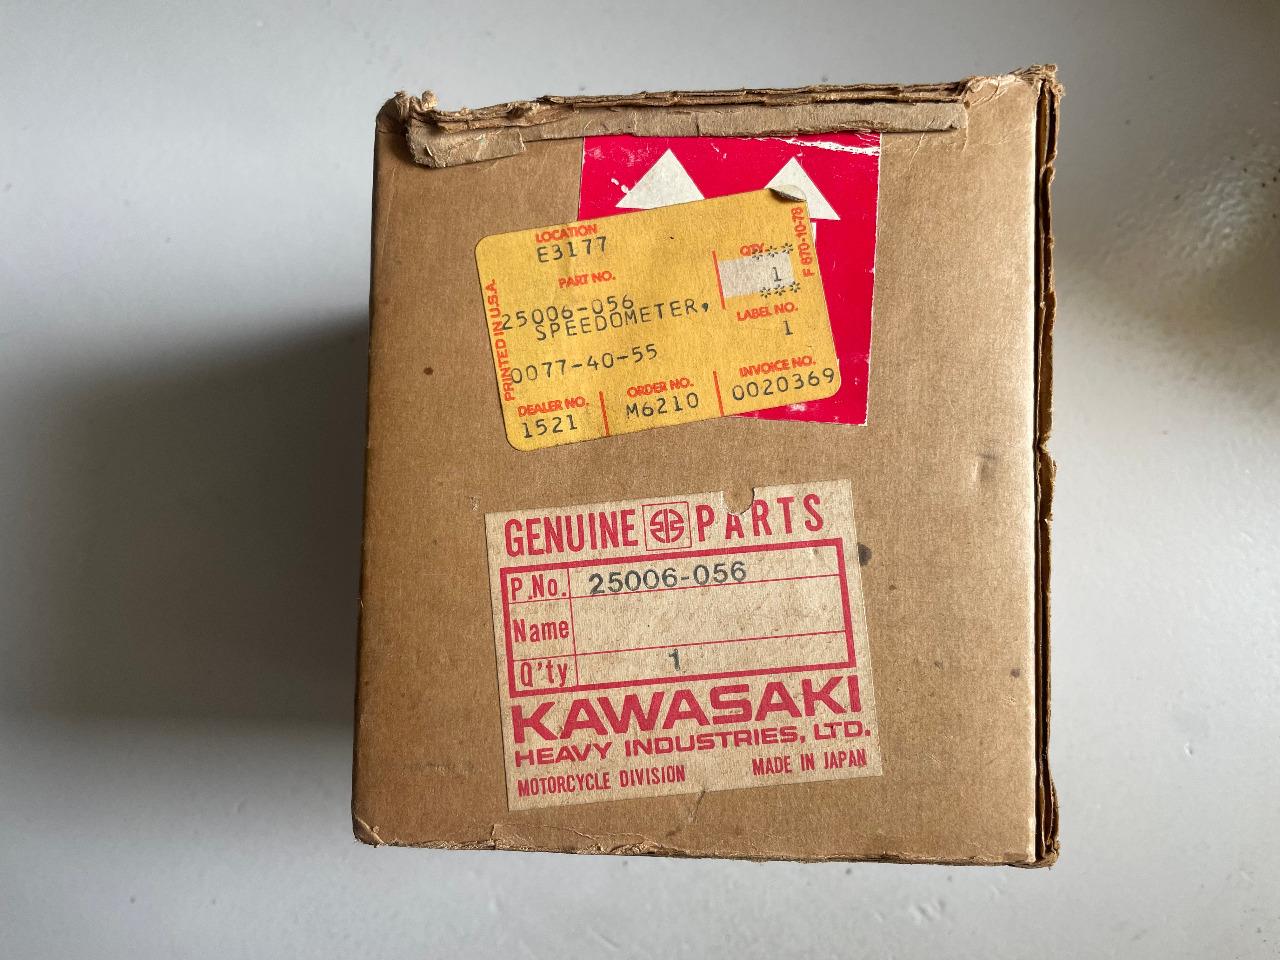 LOCATION
E3177
PART NO.
QTY
***
1
***
25006-056
SPEEDOMETER,
LABEL NO.
1
0077-40-55
DEALER NO.
1521
ORDER NO.
M6210
INVOICE NO.
0020369
PRINTED IN U.S.A.
F 670-10-78
GENUINE PARTS
P.No. 25006-056
Name
Q'ty 1
KAWASAKI
HEAVY INDUSTRIES, LTD.
MOTORCYCLE DIVISION MADE IN JAPAN